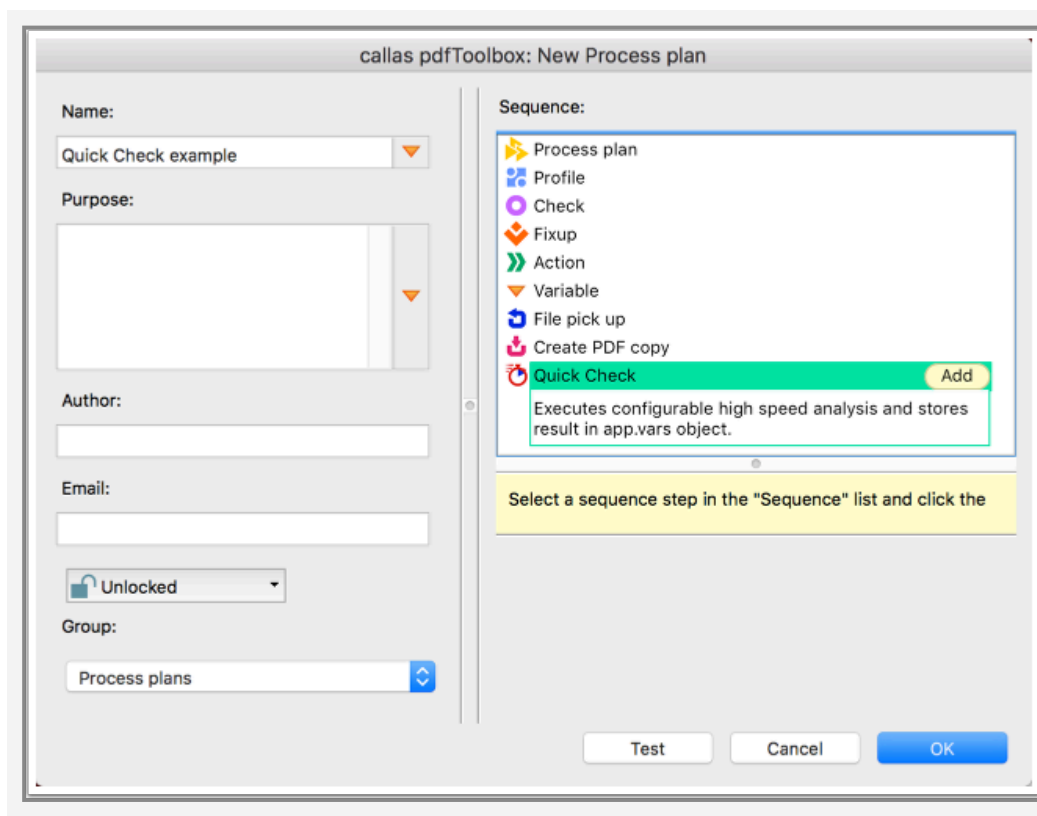 callas pdfToolbox: New Process plan
Name:
Quick Check example
Purpose:
Author:
Email:
Unlocked
Group:
Process plans
Sequence:
Process plan
Profile
Check
Fixup
Action
Variable
File pick up
Create PDF copy
Quick Check Add
Executes configurable high speed analysis and stores
result in app.vars object.
Select a sequence step in the "Sequence" list and click the
Test Cancel OK